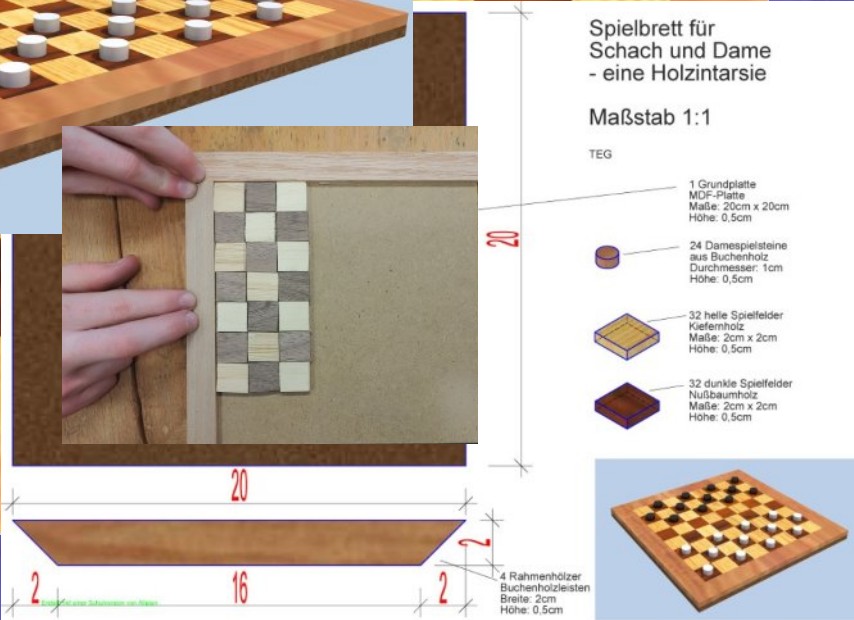 Spielbrett für
Schach und Dame
- eine Holzintarsie
Maßstab 1:1
TEG
1 Grundplatte
MDF-Platte
Maße: 20cm x 20cm
Höhe: 0,5cm
20
24 Damespielsteine
aus Buchenholz
Durchmesser: 1cm
Höhe: 0,5cm
32 helle Spielfelder
Kiefernholz
Maße: 2cm x 2cm
Höhe: 0,5cm
32 dunkle Spielfelder
Nußbaumholz
Maße: 2cm x 2cm
Höhe: 0,5cm
20
2
2
16
2
4 Rahmenhölzer
Buchenholzleisten
Breite: 2cm
Höhe: 0,5cm